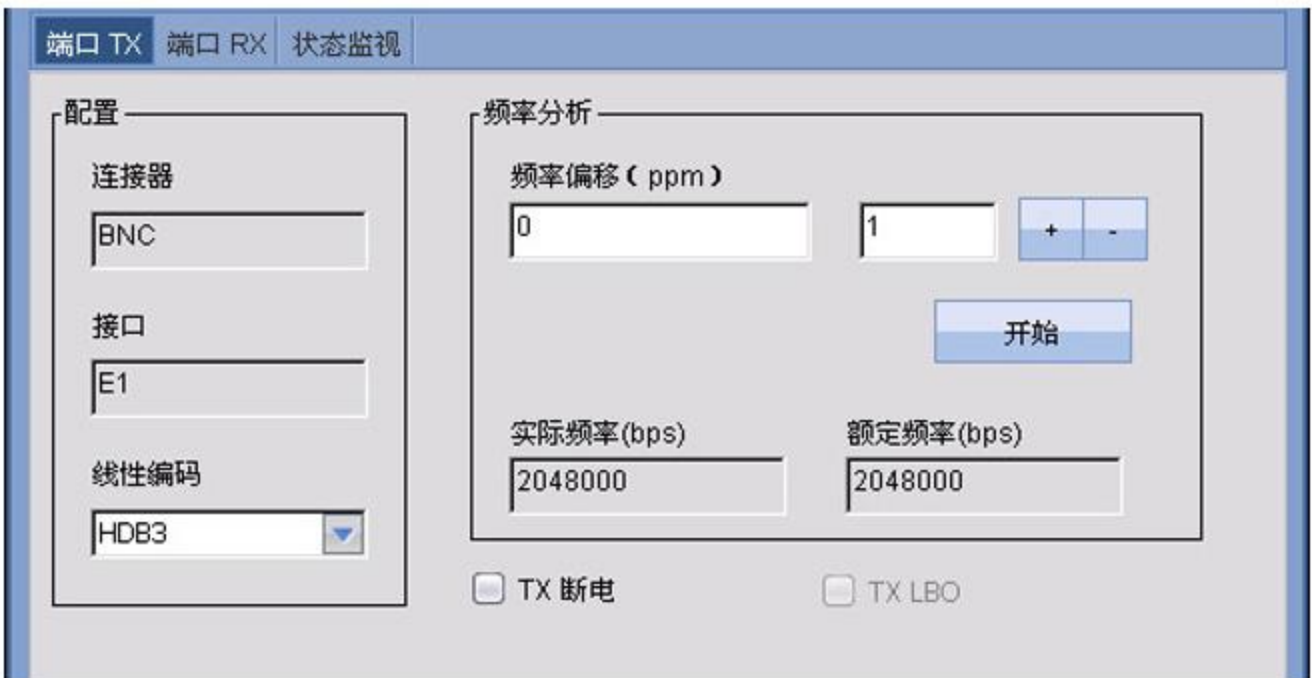 端口 TX 端口 RX 状态监视
配置
连接器
BNC
接口
E1
线性编码
HDB3
频率分析
频率偏移( ppm )
0 1 + -
开始
实际频率(bps) 额定频率(bps)
2048000 2048000
TX 断电 TX LBO